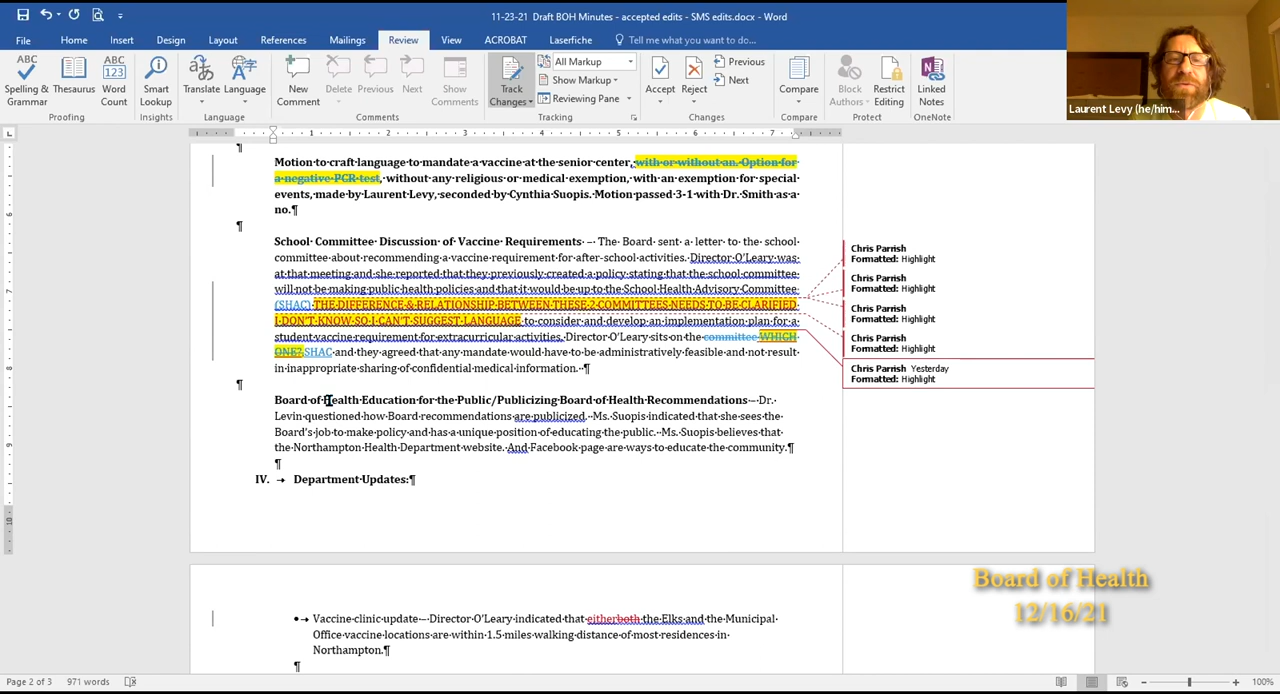 11-23-21 Draft BOH Minutes - accepted edits - SMS edits.docx - Word
File Home Insert Design Layout References Mailings Review View ACROBAT Laserfiche Tell me what you want to do...
Spelling & Grammar
Thesaurus
Word Count
Proofing
Smart Lookup
Insights
Translate
Language
Language
New Comment
Delete
Previous
Next
Show Comments
Comments
Track Changes
All Markup
Show Markup
Reviewing Pane
Tracking
Accept
Reject
Previous
Next
Changes
Compare
Compare
Block Authors
Restrict Editing
Protect
Linked Notes
OneNote
Laurent Levy (he/him...
Motion to craft language to mandate a vaccine at the senior center, with or without an. Option for
a negative PCR test, without any religious or medical exemption, with an exemption for special
events, made by Laurent Levy, seconded by Cynthia Suopis. Motion passed 3-1 with Dr. Smith as a
no.¶
School Committee Discussion of Vaccine Requirements – The Board sent a letter to the school
committee about recommending a vaccine requirement for after-school activities. Director O'Leary was
at that meeting and she reported that they previously created a policy stating that the school committee
will not be making public health policies and that it would be up to the School Health Advisory Committee
(SHAC) THE DIFFERENCE & RELATIONSHIP BETWEEN THESE 2 COMMITTEES NEEDS TO BE CLARIFIED
I DON'T KNOW SO I CAN'T SUGGEST LANGUAGE to consider and develop an implementation plan for a
student vaccine requirement for extracurricular activities. Director O'Leary sits on the committee WHICH
ONE? SHAC and they agreed that any mandate would have to be administratively feasible and not result
in inappropriate sharing of confidential medical information. ¶
Board of Health Education for the Public/Publicizing Board of Health Recommendations – Dr.
Levin questioned how Board recommendations are publicized. Ms. Suopis indicated that she sees the
Board's job to make policy and has a unique position of educating the public. Ms. Suopis believes that
the Northampton Health Department website. And Facebook page are ways to educate the community.¶
¶
IV. → Department Updates:¶
Chris Parrish
Formatted: Highlight
Chris Parrish
Formatted: Highlight
Chris Parrish
Formatted: Highlight
Chris Parrish
Formatted: Highlight
Chris Parrish Yesterday
Formatted: Highlight
Board of Health
12/16/21
• → Vaccine clinic update – Director O'Leary indicated that eitherboth the Elks and the Municipal
Office vaccine locations are within 1.5 miles walking distance of most residences in
Northampton.¶
¶
Page 2 of 3 971 words 100%